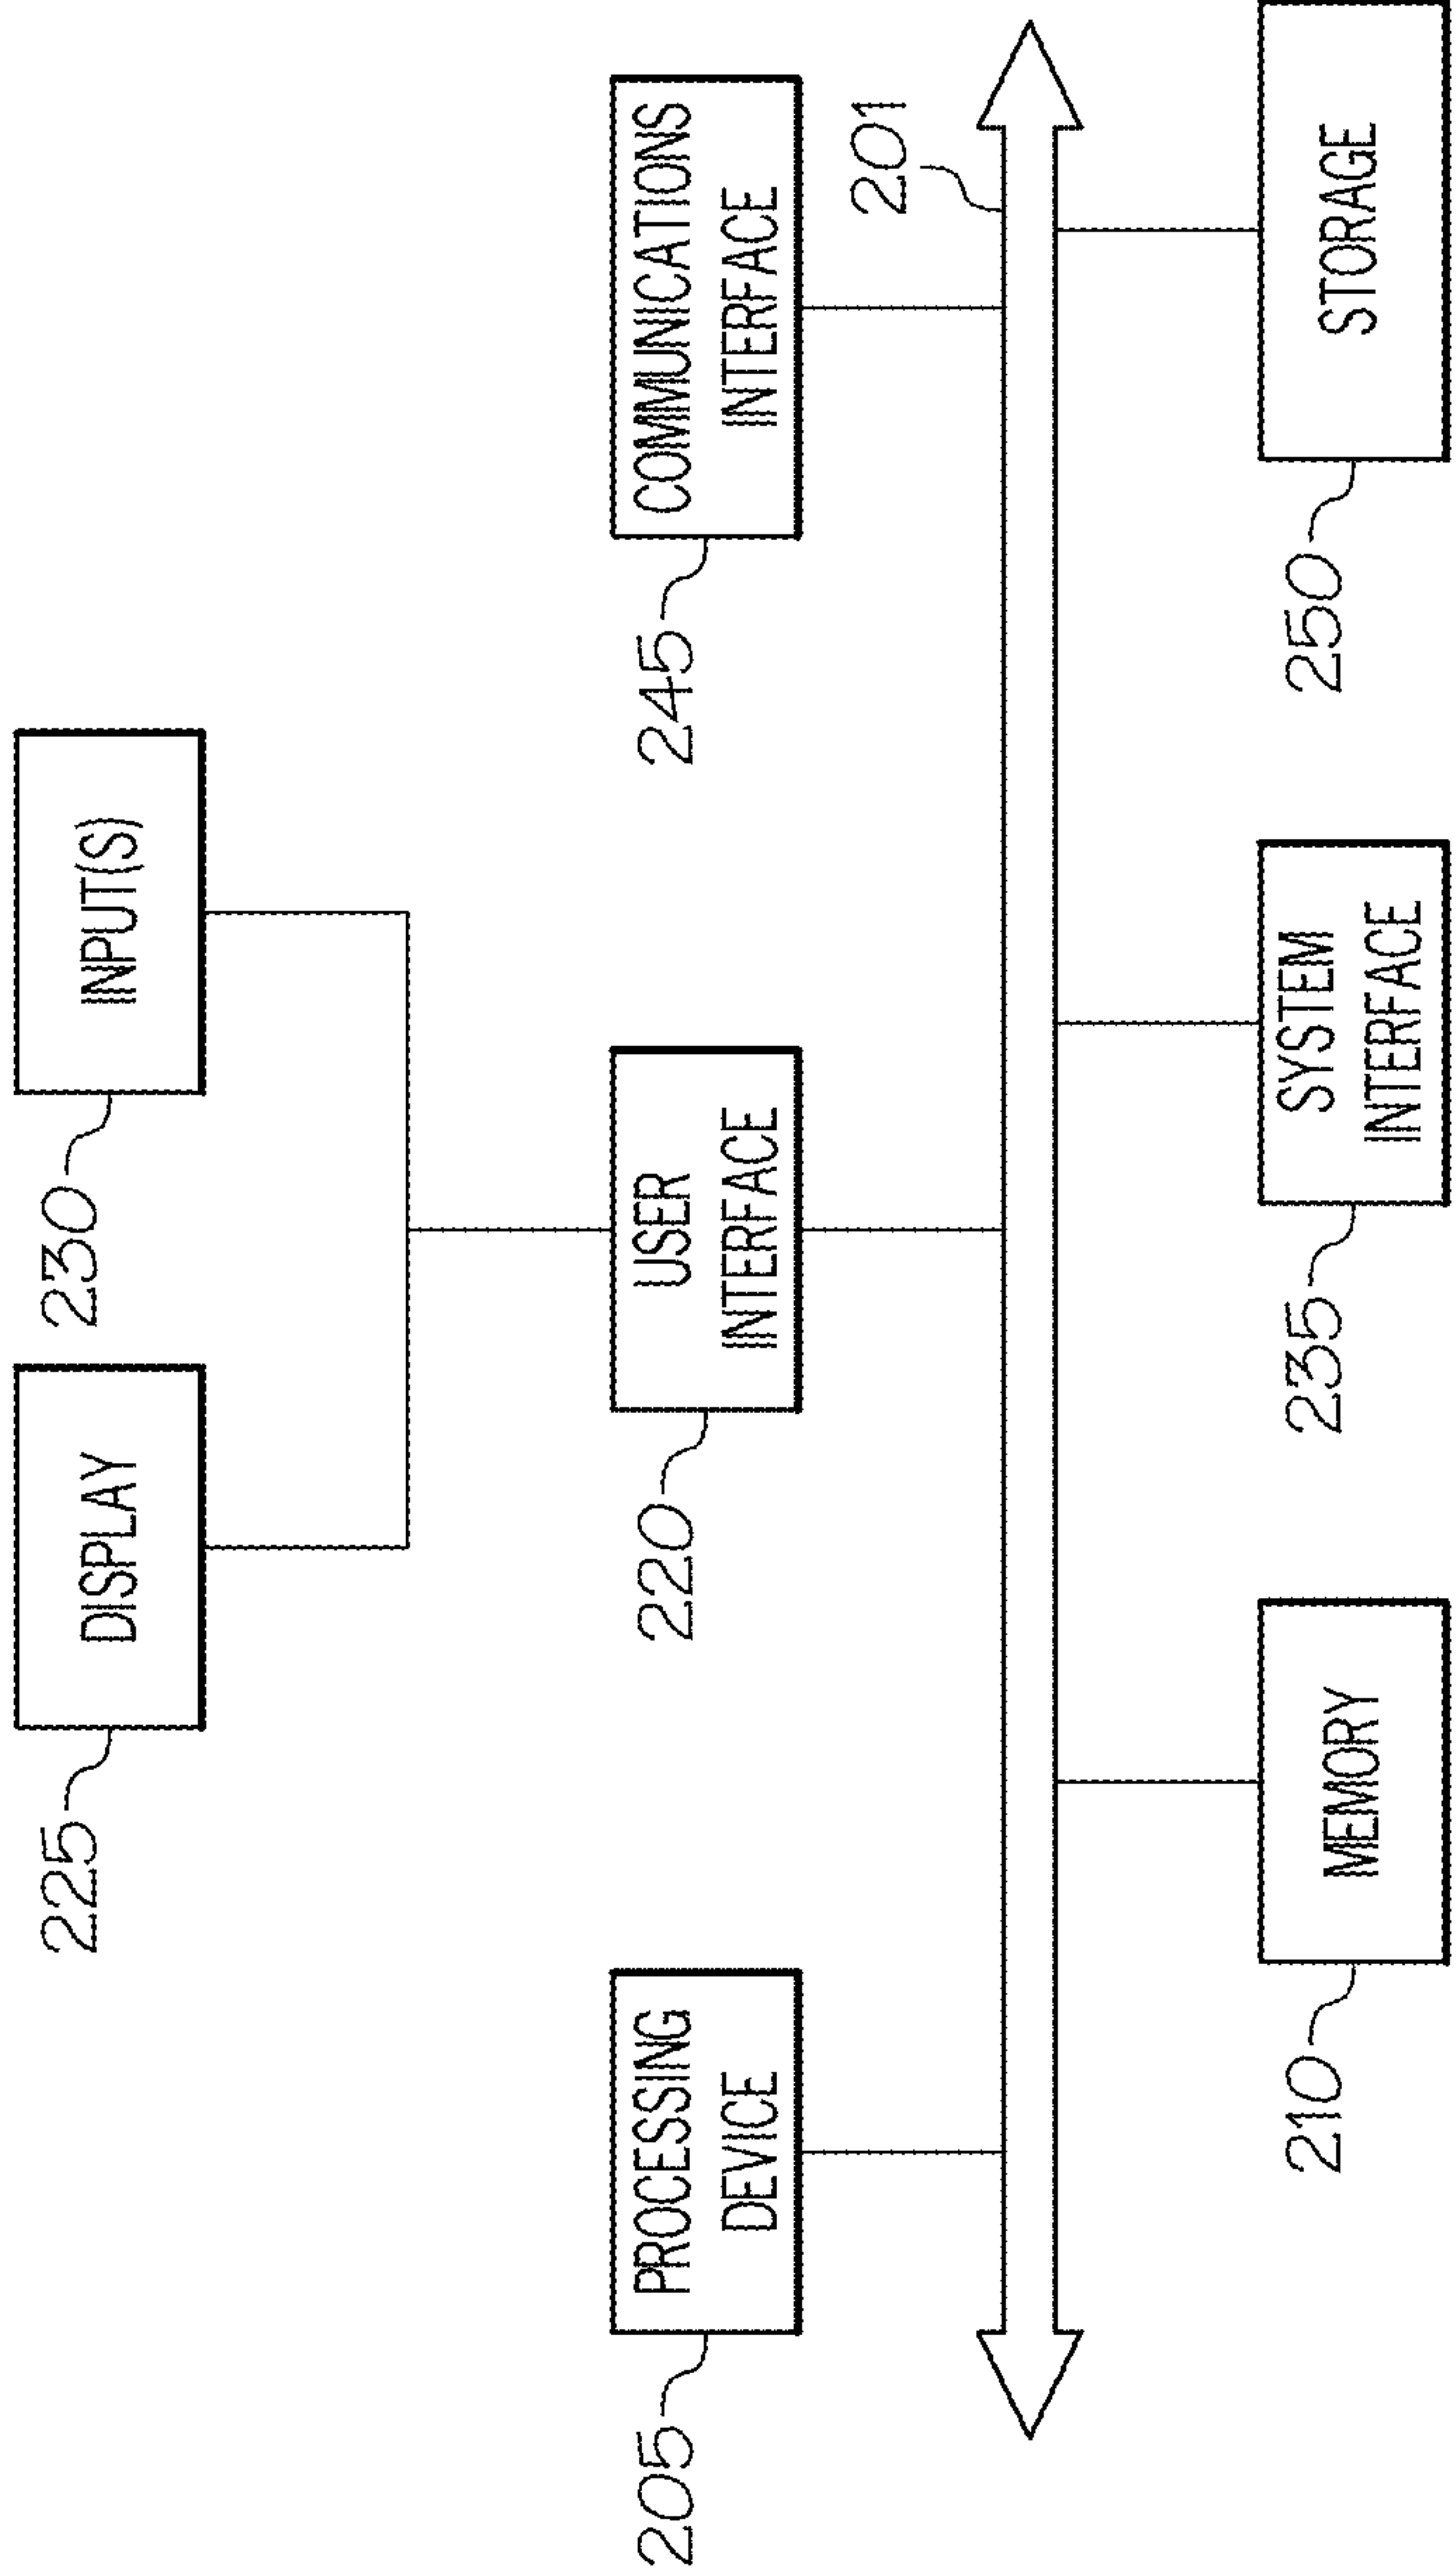 225
DISPLAY
230
INPUT(S)
205
PROCESSING
DEVICE
220
USER
INTERFACE
245
COMMUNICATIONS
INTERFACE
201
210
MEMORY
235
SYSTEM
INTERFACE
250
STORAGE